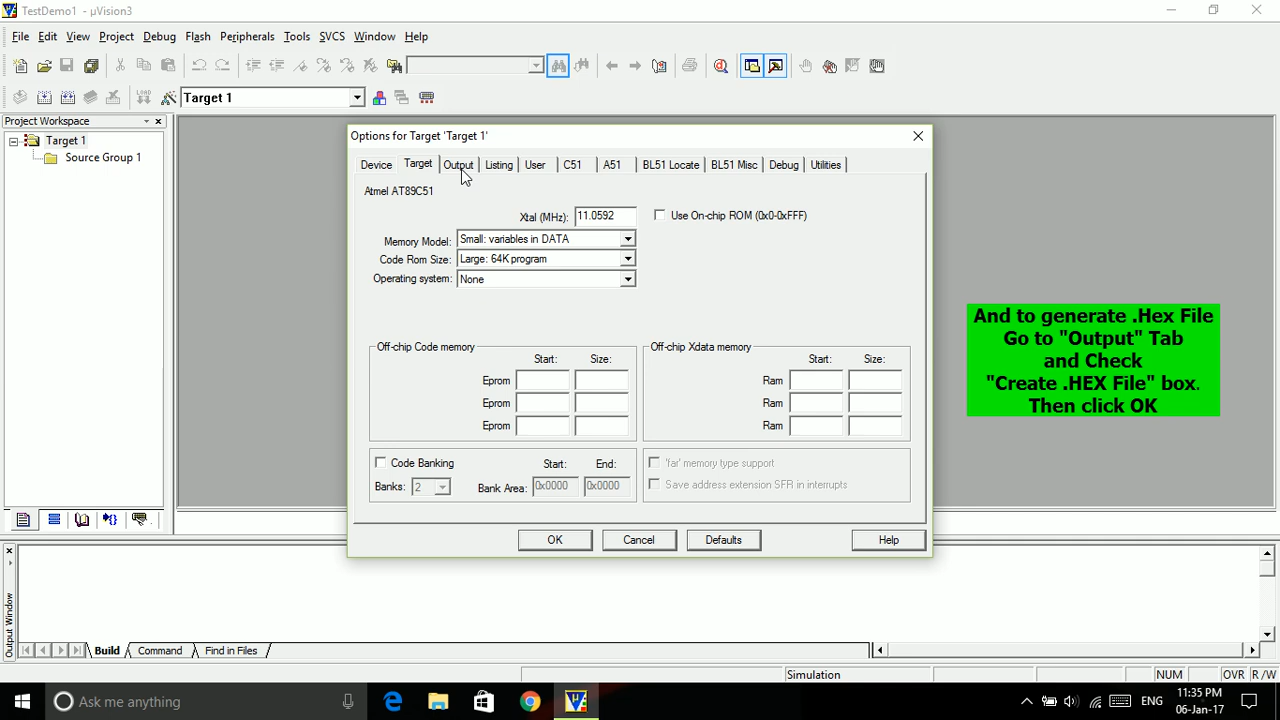 TestDemo1 - µVision3
File Edit View Project Debug Flash Peripherals Tools SVCS Window Help
LOAD
Target 1
Project Workspace
Target 1
Source Group 1
Options for Target 'Target 1'
Device Target Output Listing User C51 A51 BL51 Locate BL51 Misc Debug Utilities
Atmel AT89C51
Xtal (MHz): 11.0592
Use On-chip ROM (0x0-0xFFF)
Memory Model: Small: variables in DATA
Code Rom Size: Large: 64K program
Operating system: None
Off-chip Code memory
Start: Size:
Eprom
Eprom
Eprom
Off-chip Xdata memory
Start: Size:
Ram
Ram
Ram
Code Banking Start: End:
Banks: 2 Bank Area: 0x0000 0x0000
'far' memory type support
Save address extension SFR in interrupts
OK Cancel Defaults Help
And to generate .Hex File
Go to "Output" Tab
and Check
"Create .HEX File" box.
Then click OK
Output Window
Build Command Find in Files
Simulation NUM OVR R/W
Ask me anything
ENG
11:35 PM
06-Jan-17